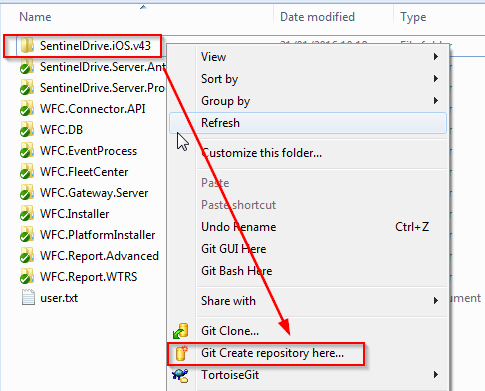 Name
Date modified
Type
SentinelDrive.iOS.v43
SentinelDrive.Server.Ant
SentinelDrive.Server.Pro
WFC.Connector.API
WFC.DB
WFC.EventProcess
WFC.FleetCenter
WFC.Gateway.Server
WFC.Installer
WFC.PlatformInstaller
WFC.Report.Advanced
WFC.Report.WTRS
user.txt
View
Sort by
Group by
Refresh
Customize this folder...
Paste
Paste shortcut
Undo Rename Ctrl+Z
Git GUI Here
Git Bash Here
Share with
Git Clone...
Git Create repository here...
TortoiseGit
ument